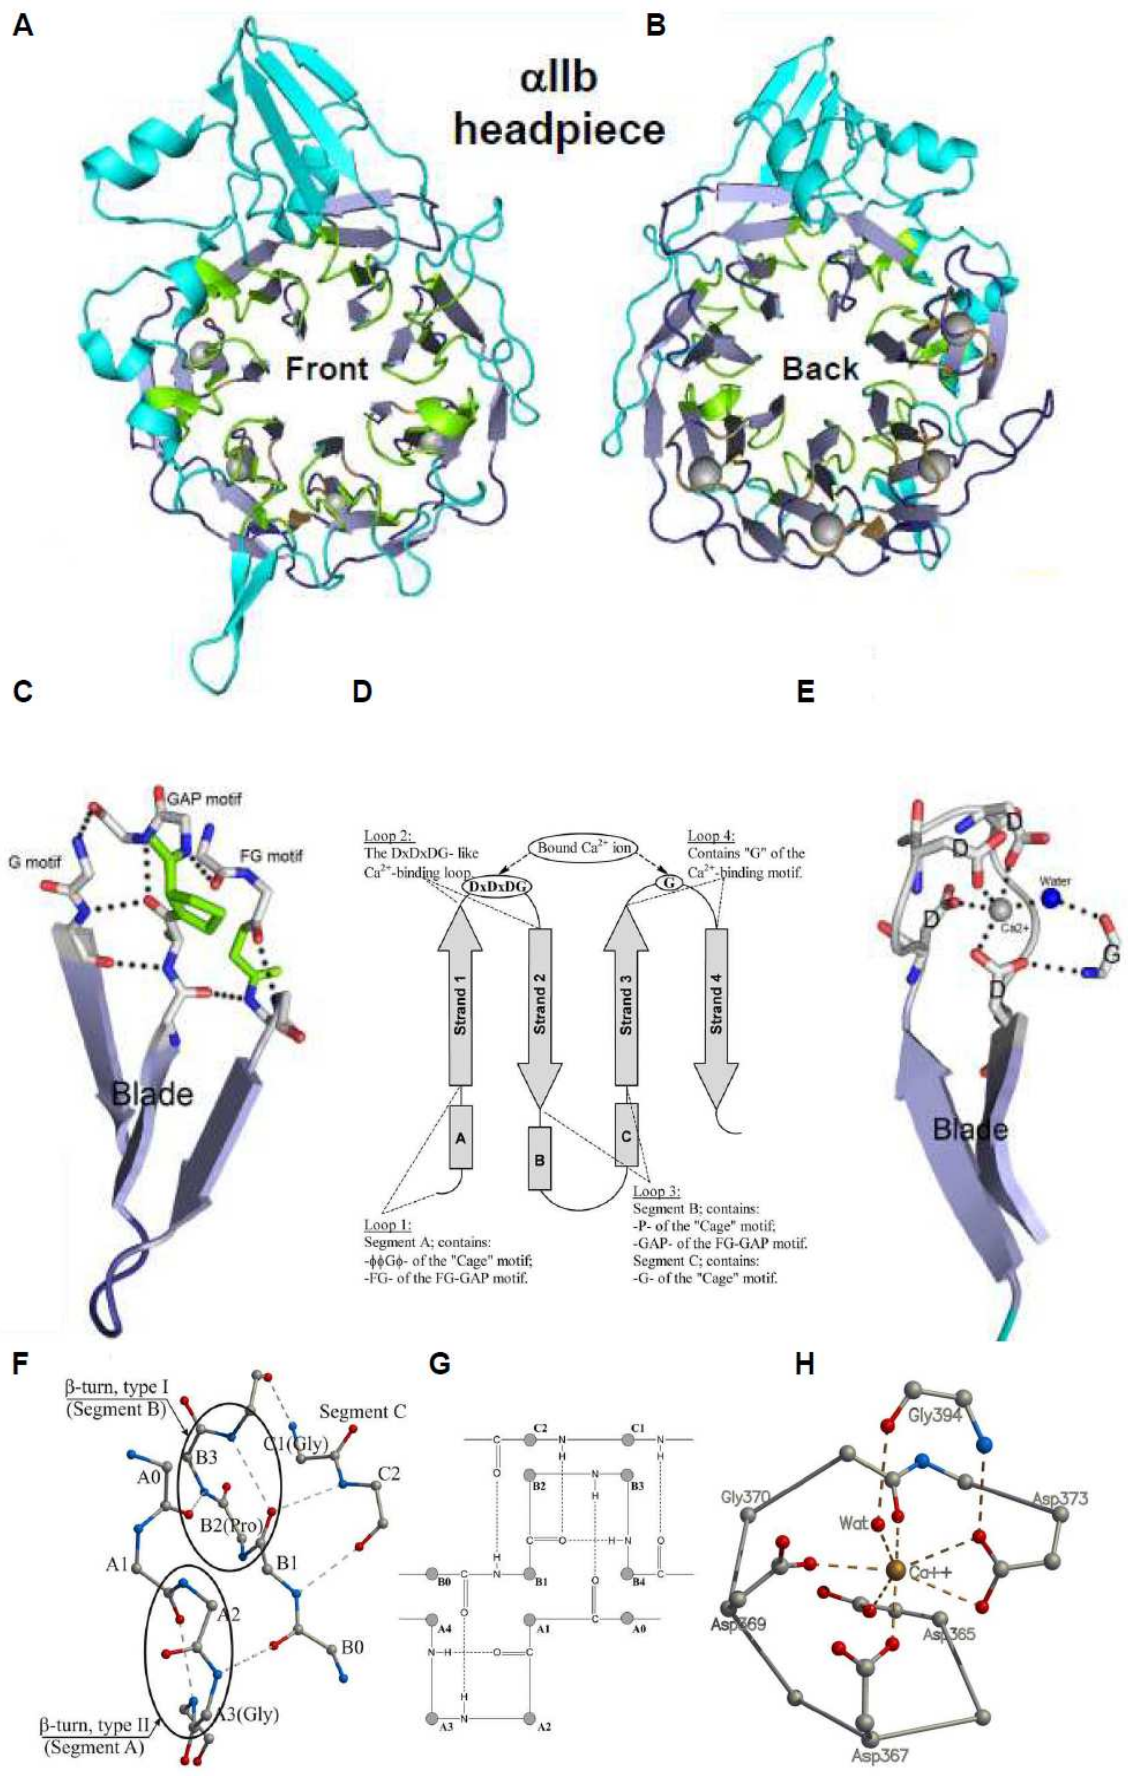 A
B
αIIb
headpiece
Front
Back
C
D
E
GAP motif
G motif
FG motif
Blade
Loop 2:
The DxDxDG- like
Ca2+-binding loop.
Bound Ca2+ ion
Loop 4:
Contains "G" of the
Ca2+-binding motif.
DxDxDG
G
Strand 1
Strand 2
Strand 3
Strand 4
A
B
C
Loop 1:
Segment A; contains:
-ϕϕGϕ- of the "Cage" motif;
-FG- of the FG-GAP motif.
Loop 3:
Segment B; contains:
-P- of the "Cage" motif;
-GAP- of the FG-GAP motif.
Segment C; contains:
-G- of the "Cage" motif.
D
D
Water
D
Ca2+
G
D
Blade
F
G
H
β-turn, type I
(Segment B)
Segment C
C1(Gly)
B3
A0
C2
B2(Pro)
A1
B1
A2
B0
A3(Gly)
β-turn, type II
(Segment A)
C2
C1
C
N
N
O
H
H
B2
N
B3
H
C
O
H
N
O
H
B0
C
N
B1
B4
C
O
O
A4
A1
C
A0
N
H
O
C
H
A3
N
A2
Gly394
Gly370
Asp373
Wat
Ca++
Asp369
Asp365
Asp367